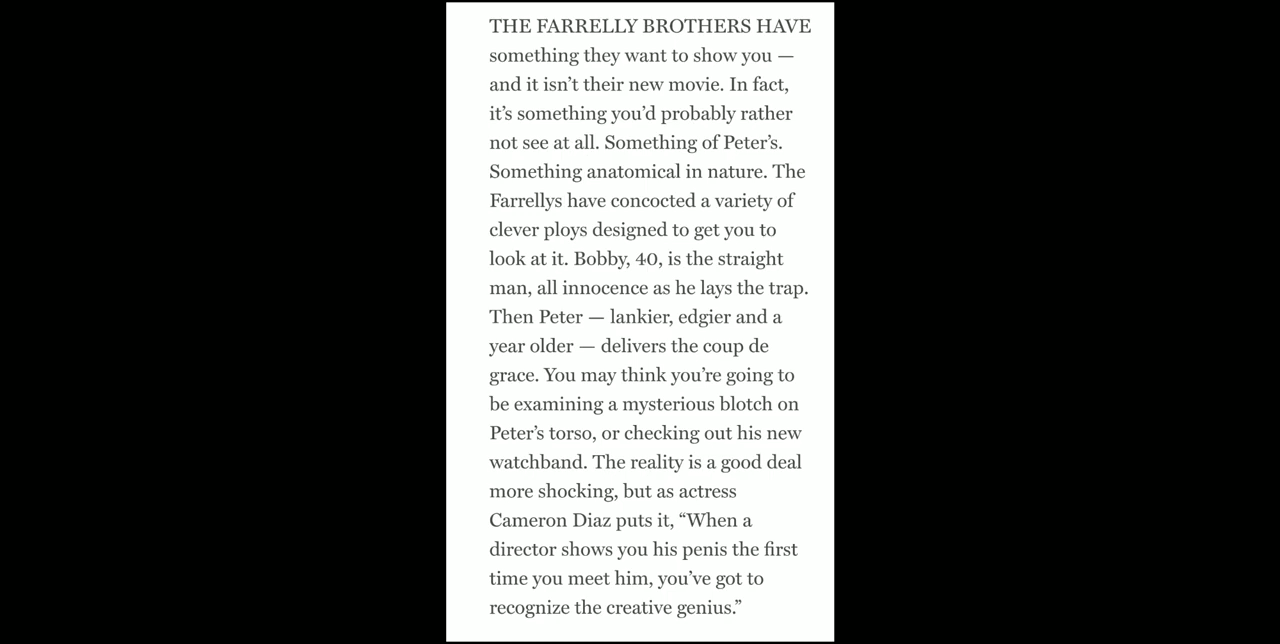 THE FARRELLY BROTHERS HAVE
something they want to show you —
and it isn’t their new movie. In fact,
it’s something you’d probably rather
not see at all. Something of Peter’s.
Something anatomical in nature. The
Farrellys have concocted a variety of
clever ploys designed to get you to
look at it. Bobby, 40, is the straight
man, all innocence as he lays the trap.
Then Peter — lankier, edgier and a
year older — delivers the coup de
grace. You may think you’re going to
be examining a mysterious blotch on
Peter’s torso, or checking out his new
watchband. The reality is a good deal
more shocking, but as actress
Cameron Diaz puts it, “When a
director shows you his penis the first
time you meet him, you’ve got to
recognize the creative genius.”